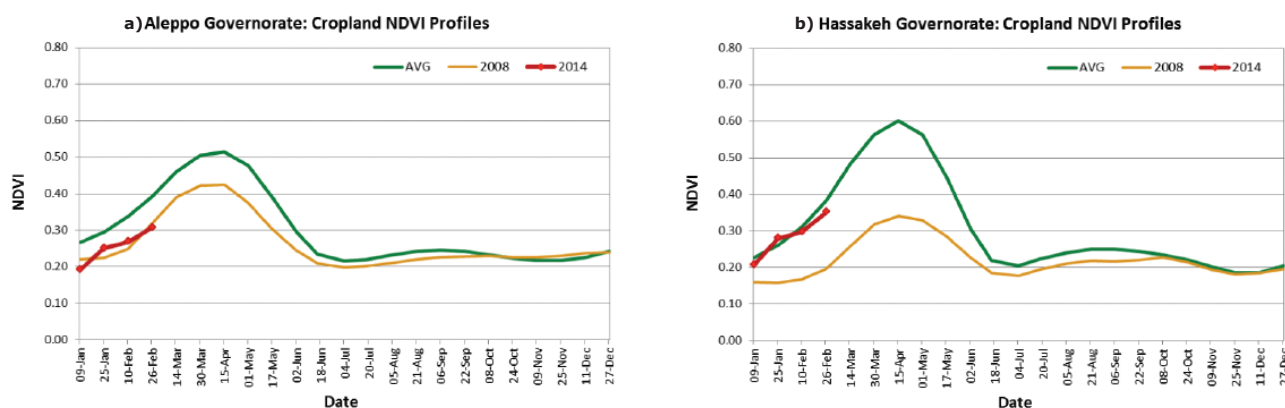 a) Aleppo Governorate: Cropland NDVI Profiles
0.80
0.70
0.60
0.50
0.40
0.30
0.20
0.10
0.00
NDVI
AVG 2008 2014
09-Jan
25-Jan
10-Feb
26-Feb
14-Mar
30-Mar
15-Apr
01-May
17-May
02-Jun
18-Jun
04-Jul
20-Jul
05-Aug
21-Aug
06-Sep
22-Sep
08-Oct
24-Oct
09-Nov
25-Nov
11-Dec
27-Dec
Date
b) Hassakeh Governorate: Cropland NDVI Profiles
0.80
0.70
0.60
0.50
0.40
0.30
0.20
0.10
0.00
NDVI
AVG 2008 2014
09-Jan
25-Jan
10-Feb
26-Feb
14-Mar
30-Mar
15-Apr
01-May
17-May
02-Jun
18-Jun
04-Jul
20-Jul
05-Aug
21-Aug
06-Sep
22-Sep
08-Oct
24-Oct
09-Nov
25-Nov
11-Dec
27-Dec
Date